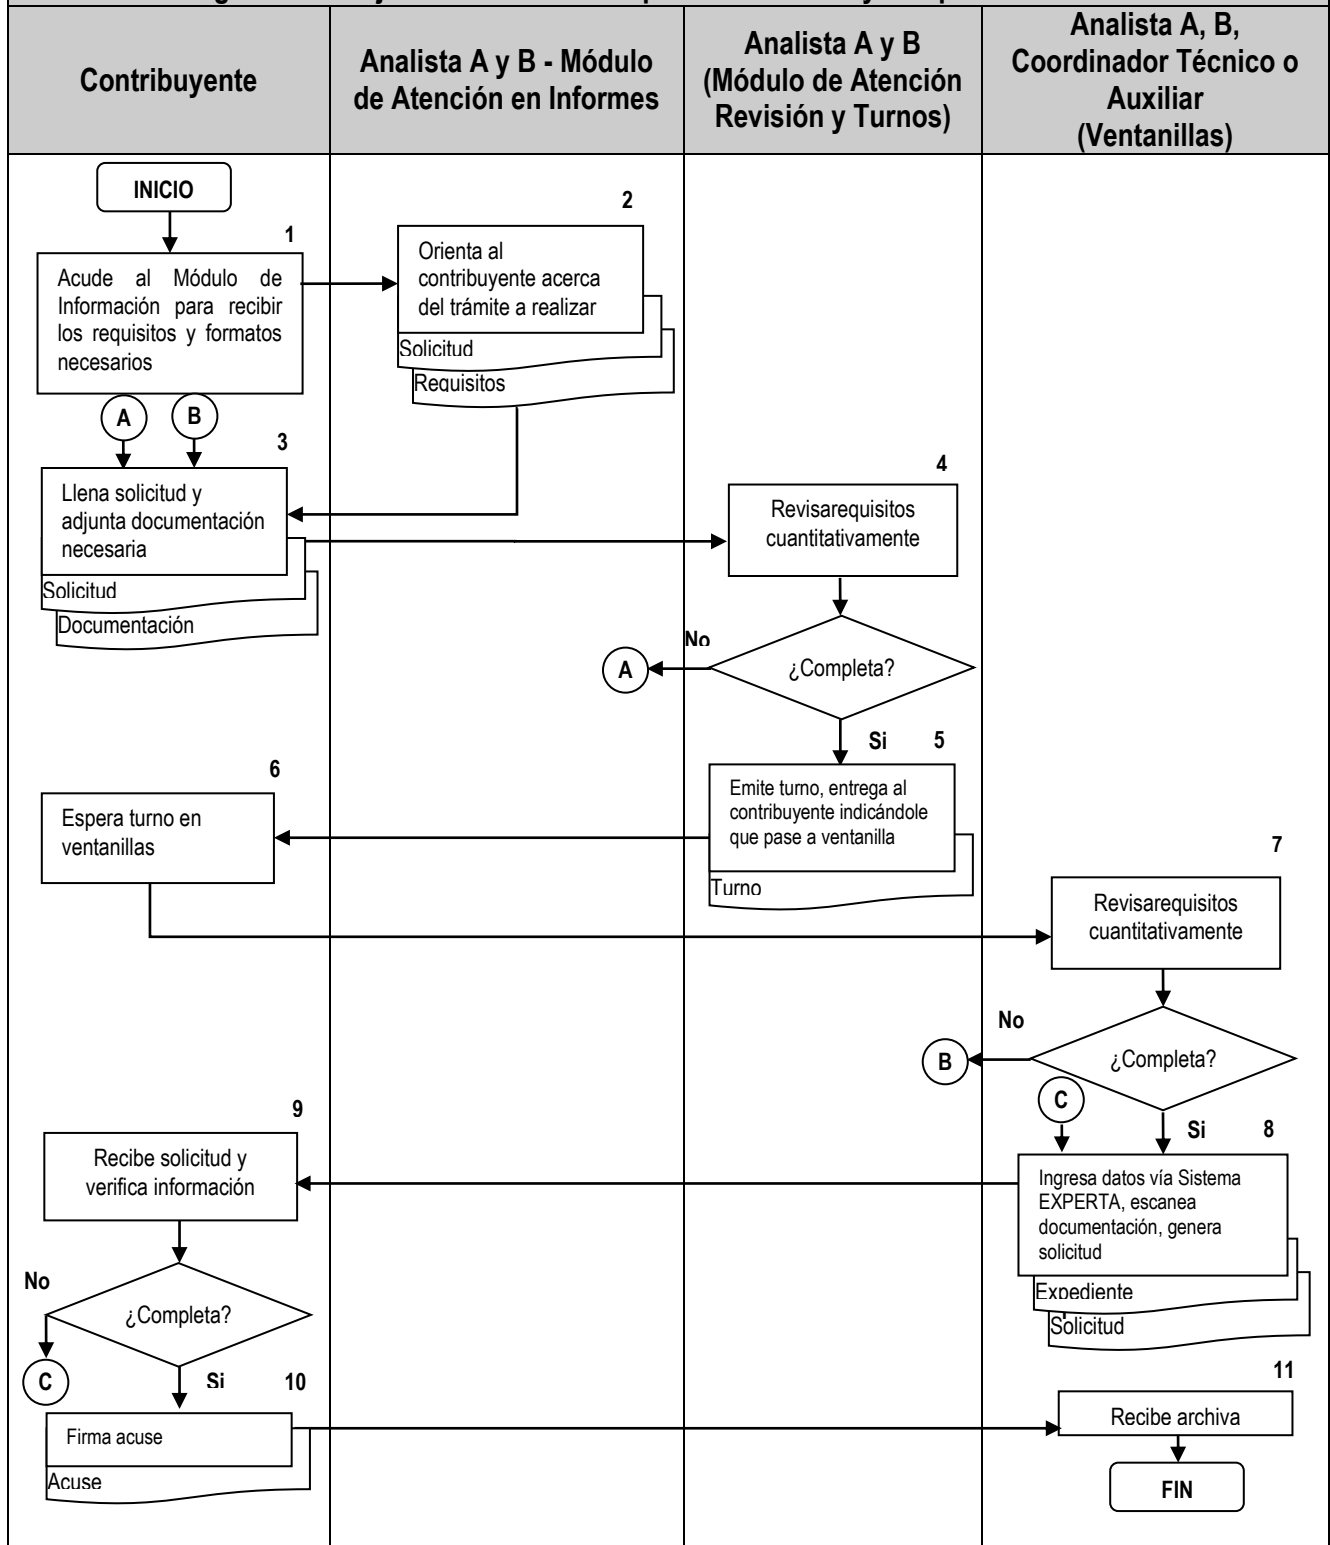 Contribuyente
Analista A y B - Módulo
de Atención en Informes
Analista A y B
(Módulo de Atención
Revisión y Turnos)
Analista A, B,
Coordinador Técnico o
Auxiliar
(Ventanillas)
INICIO
1
Acude al Módulo de
Información para recibir
los requisitos y formatos
necesarios
2
Orienta al
contribuyente acerca
del trámite a realizar
Solicitud
Requisitos
A
B
3
Llena solicitud y
adjunta documentación
necesaria
Solicitud
Documentación
4
Revisarequisitos
cuantitativamente
No
A
¿Completa?
Si
5
Emite turno, entrega al
contribuyente indicándole
que pase a ventanilla
Turno
6
Espera turno en
ventanillas
7
Revisarequisitos
cuantitativamente
No
B
¿Completa?
C
Si
8
Ingresa datos vía Sistema
EXPERTA, escanea
documentación, genera
solicitud
Expediente
Solicitud
9
Recibe solicitud y
verifica información
No
¿Completa?
C
Si
10
Firma acuse
Acuse
11
Recibe archiva
FIN